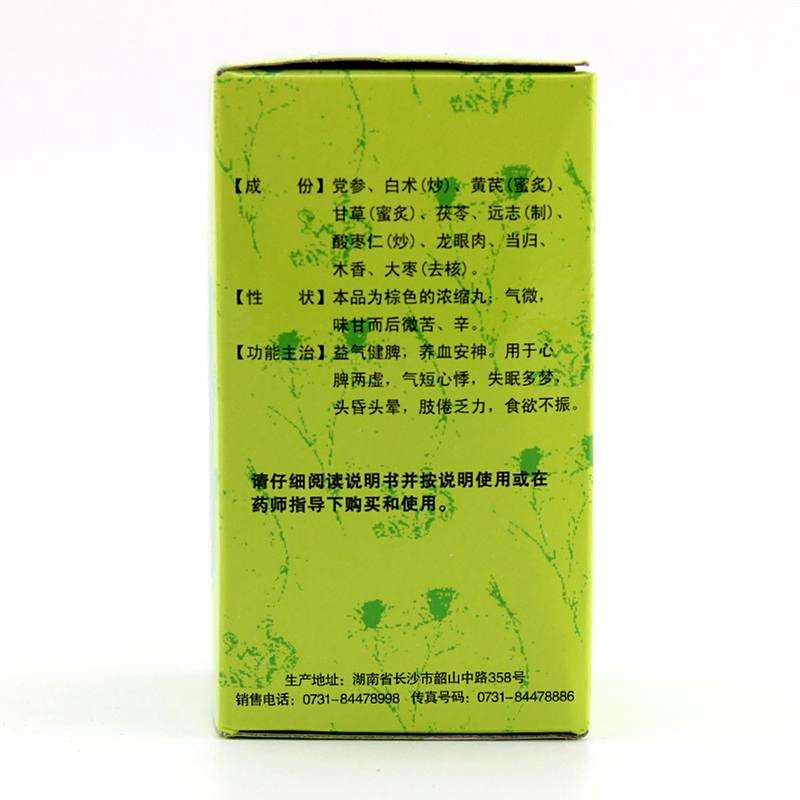 【成　份】党参、白术(炒)、黄芪(蜜炙)、
甘草(蜜炙)、茯苓、远志(制)、
酸枣仁(炒)、龙眼肉、当归、
木香、大枣(去核)。
【性　状】本品为棕色的浓缩丸；气微，
味甘而后微苦、辛。
【功能主治】益气健脾，养血安神。用于心
脾两虚，气短心悸，失眠多梦，
头昏头晕，肢倦乏力，食欲不振。
请仔细阅读说明书并按说明使用或在
药师指导下购买和使用。
生产地址：湖南省长沙市韶山中路358号
销售电话：0731-84478998 传真号码：0731-84478886